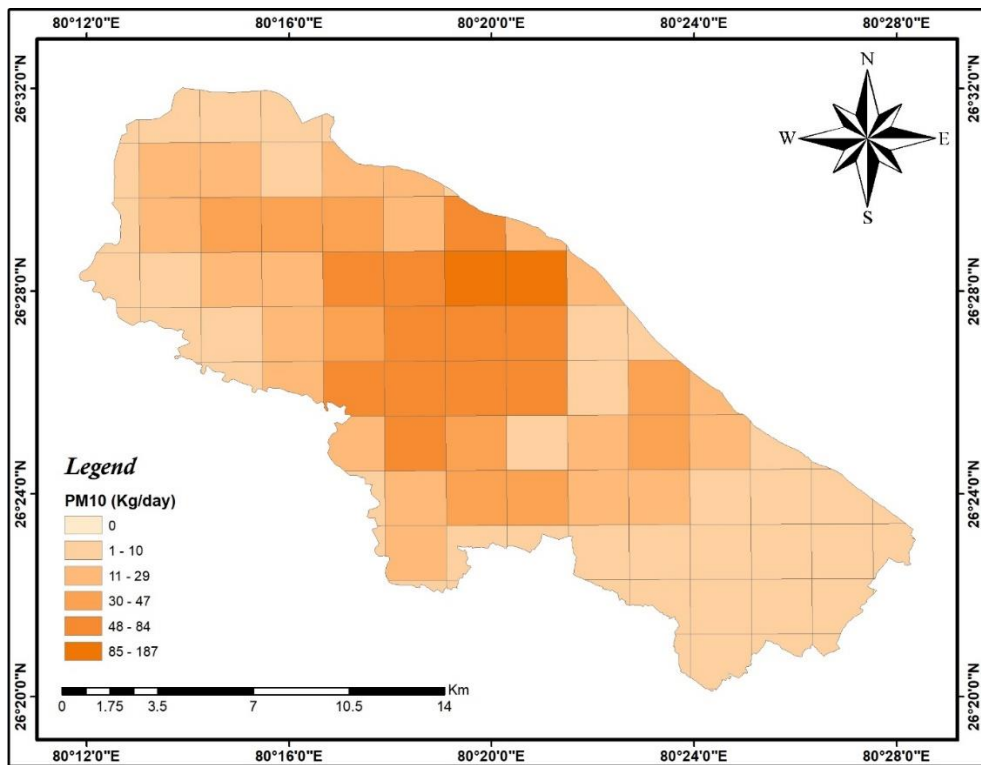 80°12'0"E 80°16'0"E 80°20'0"E 80°24'0"E 80°28'0"E
26°32'0"N 26°32'0"N
N
W E
S
26°28'0"N 26°28'0"N
Legend
PM10 (Kg/day)
26°24'0"N 26°24'0"N
0
1 - 10
11 - 29
30 - 47
48 - 84
85 - 187
Km
0 1.75 3.5 7 10.5 14
26°20'0"N 26°20'0"N
80°12'0"E 80°16'0"E 80°20'0"E 80°24'0"E 80°28'0"E